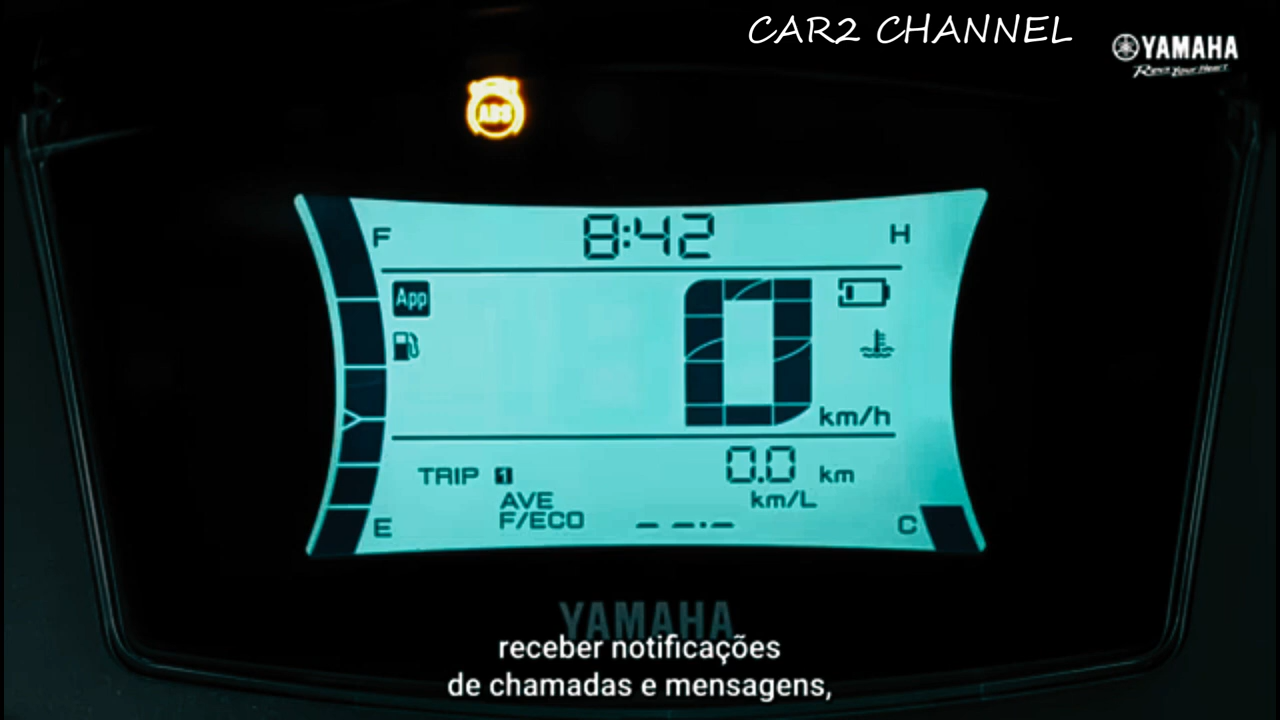 CAR2 CHANNEL
YAMAHA
Revs Your Heart
ABS
F
8:42
H
App
0
km/h
TRIP 1
0.0 km
AVE
F/ECO
km/L
-- --.--
E
C
YAMAHA
receber notificações
de chamadas e mensagens,